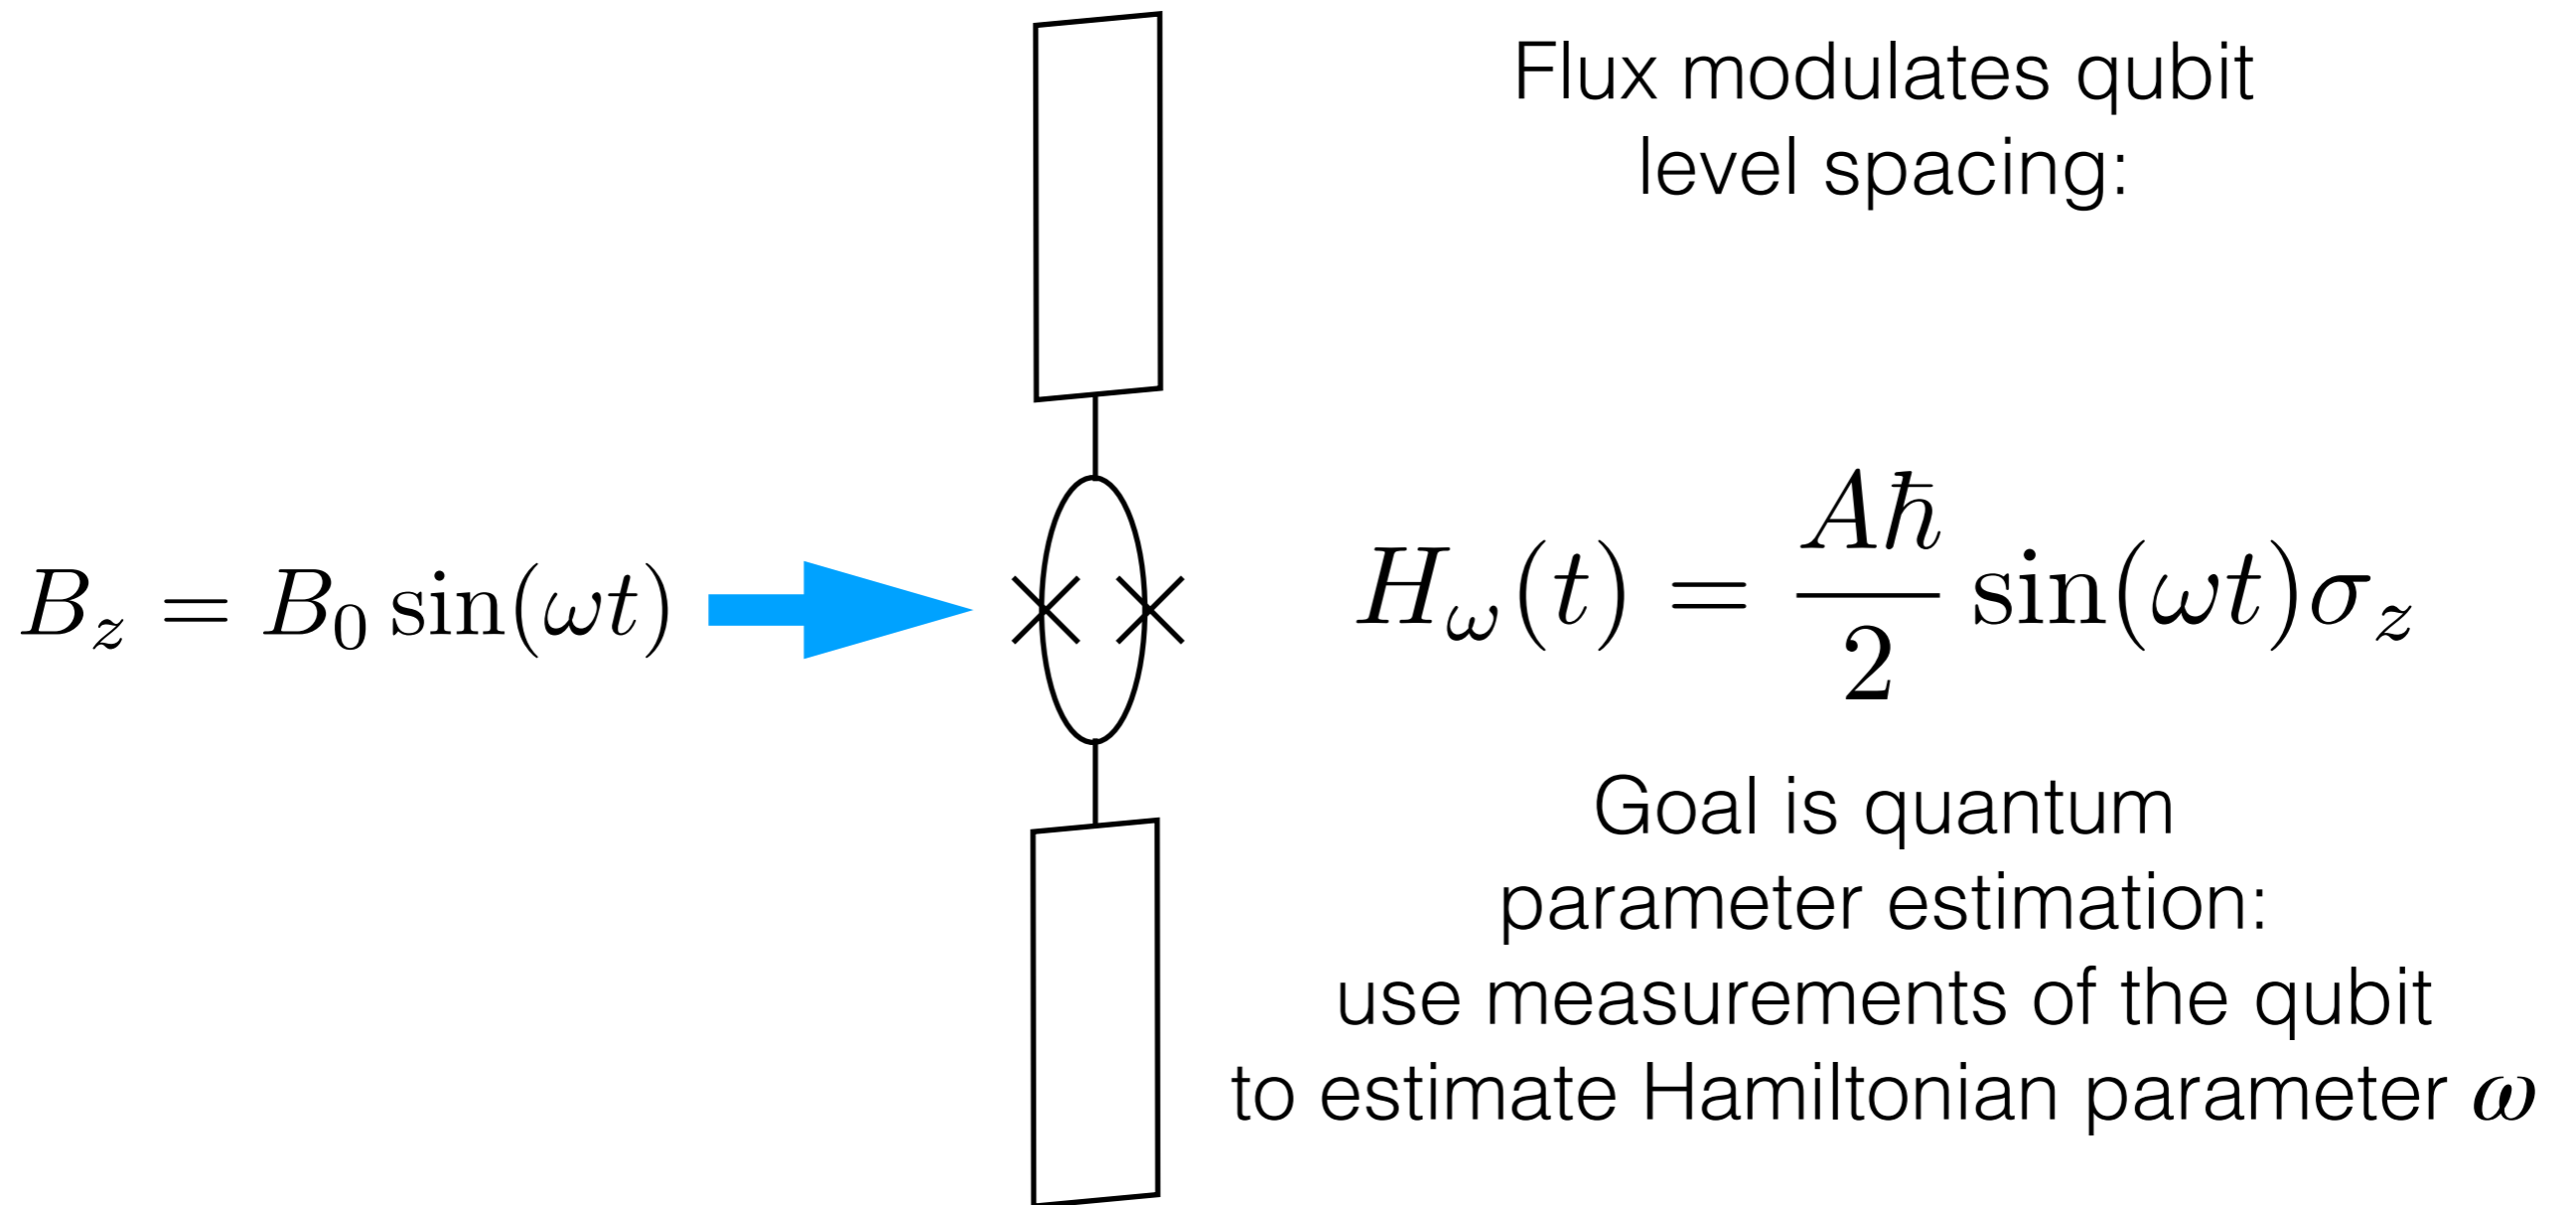 Flux modulates qubit
level spacing:
B_z = B_0 sin(ωt)
H_ω(t) = \frac{Aℏ}{2} sin(ωt)σ_z
Goal is quantum
parameter estimation:
use measurements of the qubit
to estimate Hamiltonian parameter ω